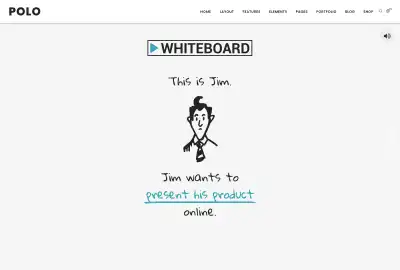 POLO
HOME LAYOUT FEATURES ELEMENTS PAGES PORTFOLIO BLOG SHOP
WHITEBOARD
This is Jim.
Jim wants to
present his product
online.